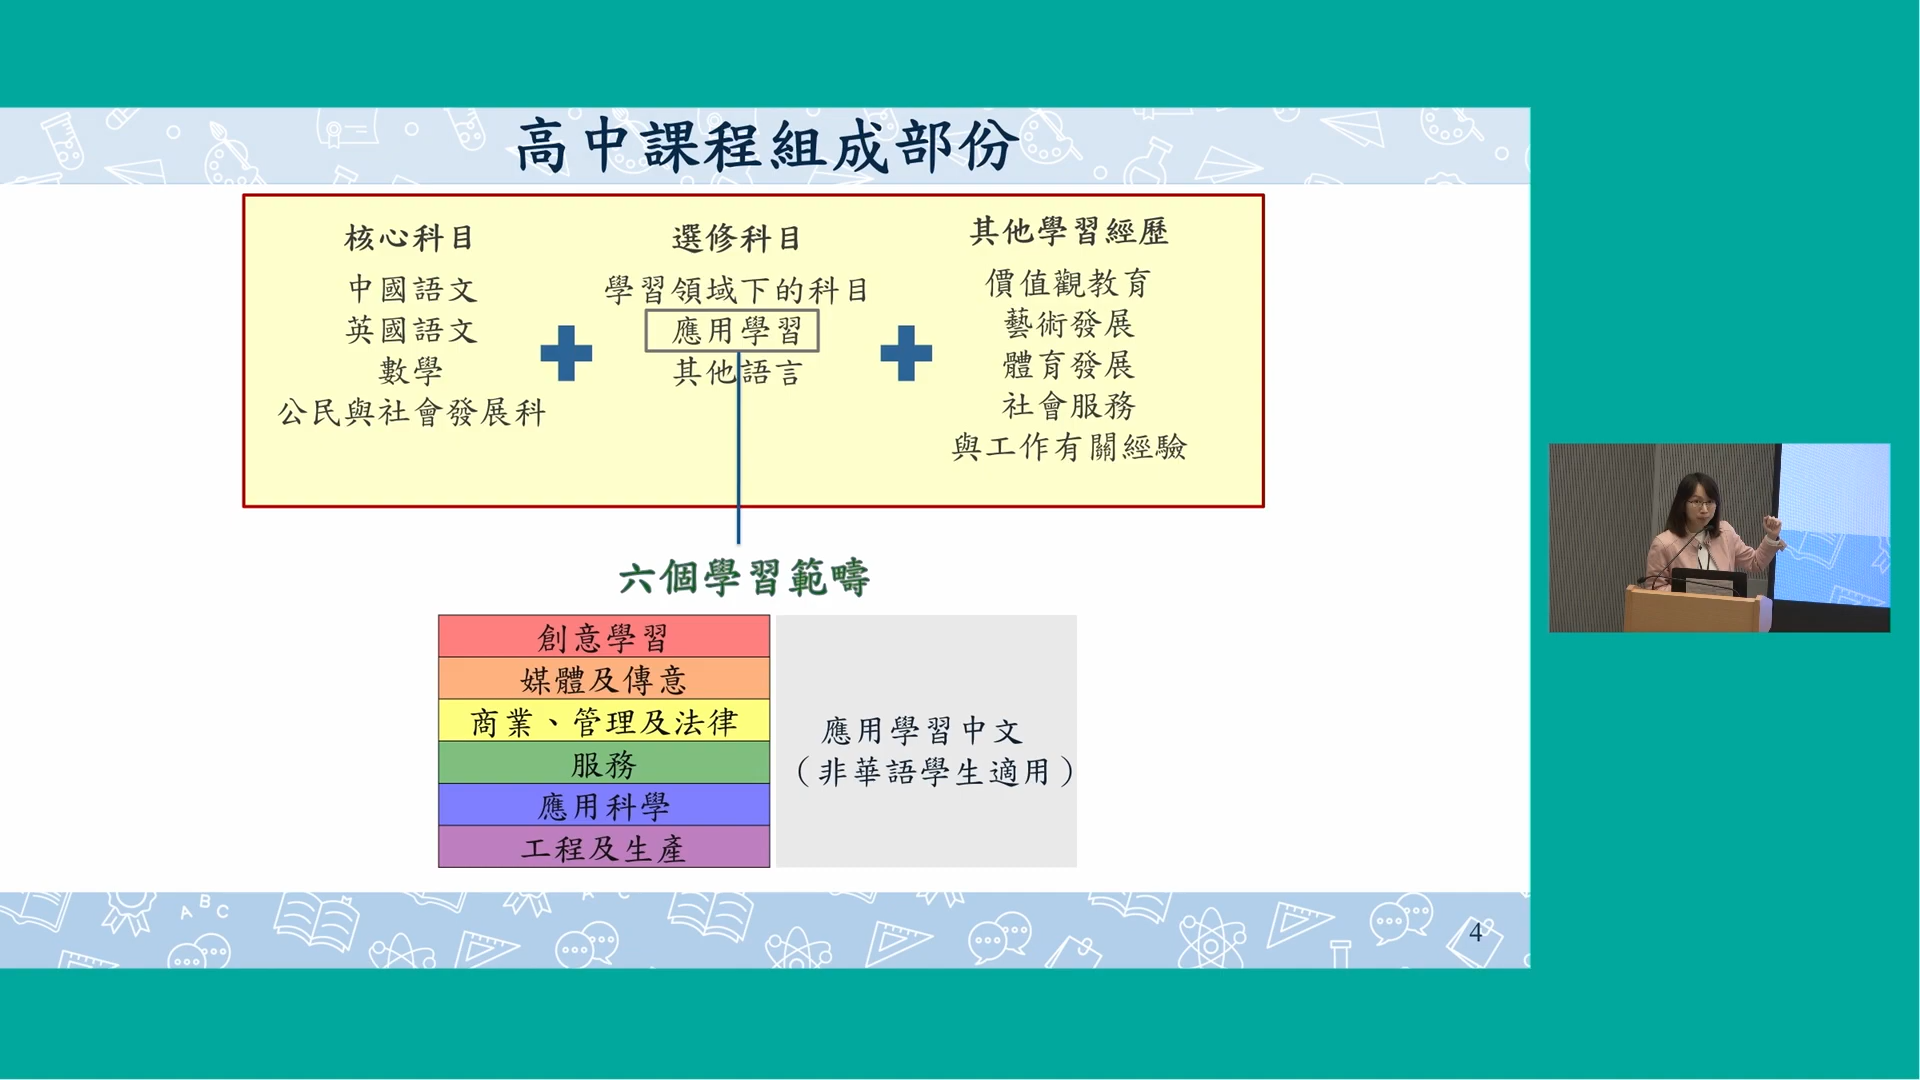 高中課程組成部份
核心科目
中國語文
英國語文
數學
公民與社會發展科
選修科目
學習領域下的科目
應用學習
其他語言
其他學習經歷
價值觀教育
藝術發展
體育發展
社會服務
與工作有關經驗
六個學習範疇
創意學習
媒體及傳意
商業、管理及法律
服務
應用科學
工程及生產
應用學習中文
（非華語學生適用）
A B C
4